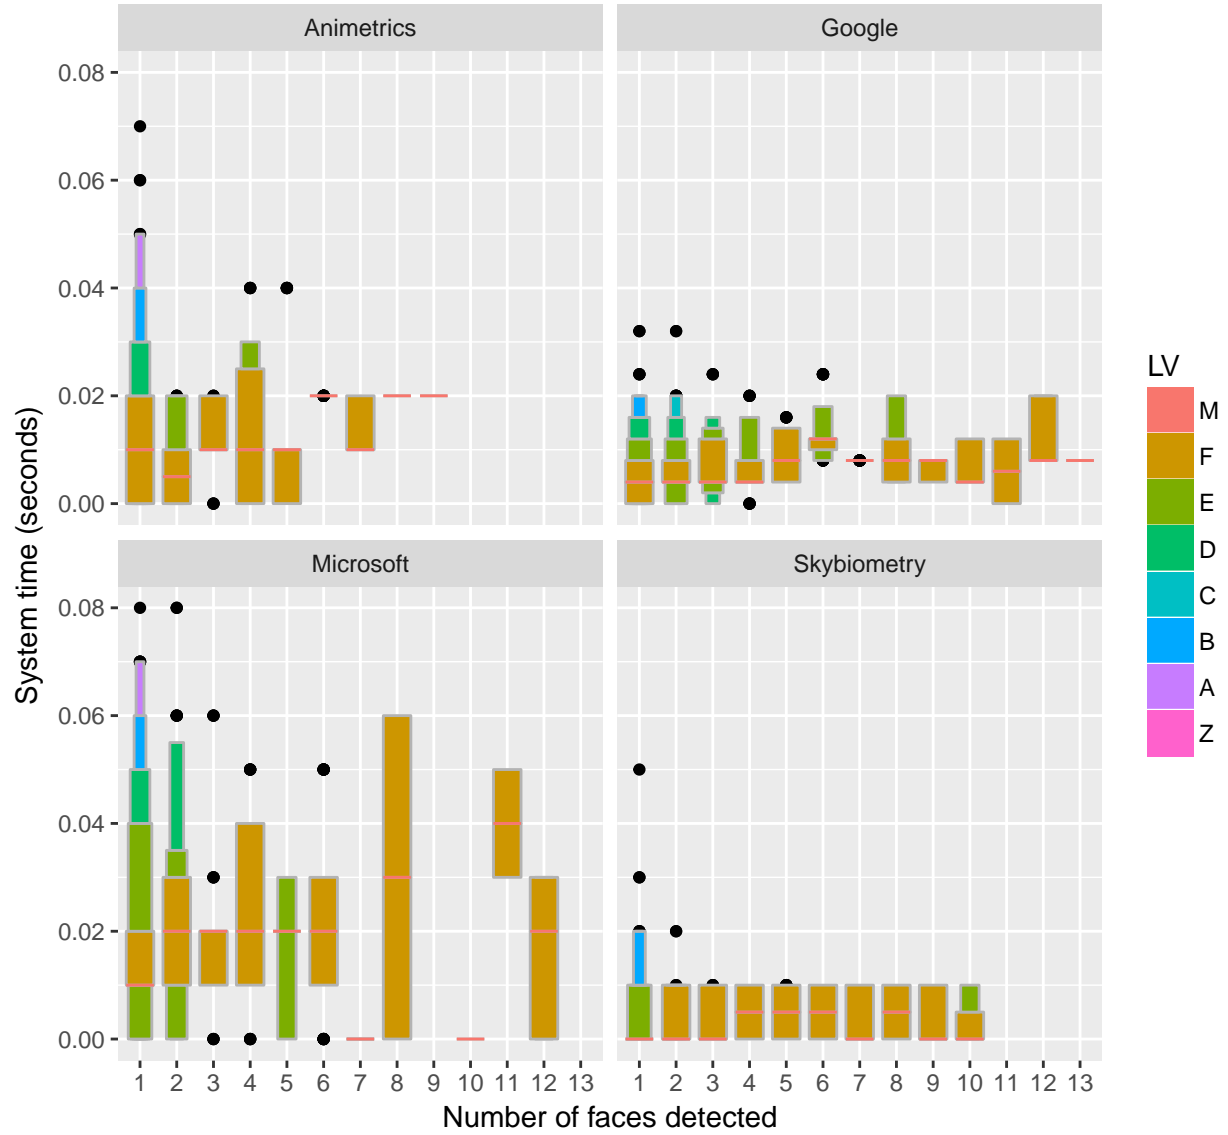 Animetrics Google
0.08
0.06
0.04
0.02
0.00
Microsoft Skybiometry
0.08
0.06
0.04
0.02
0.00
1 2 3 4 5 6 7 8 9 10 11 12 13 1 2 3 4 5 6 7 8 9 10 11 12 13
Number of faces detected
System time (seconds)
LV
M
F
E
D
C
B
A
Z